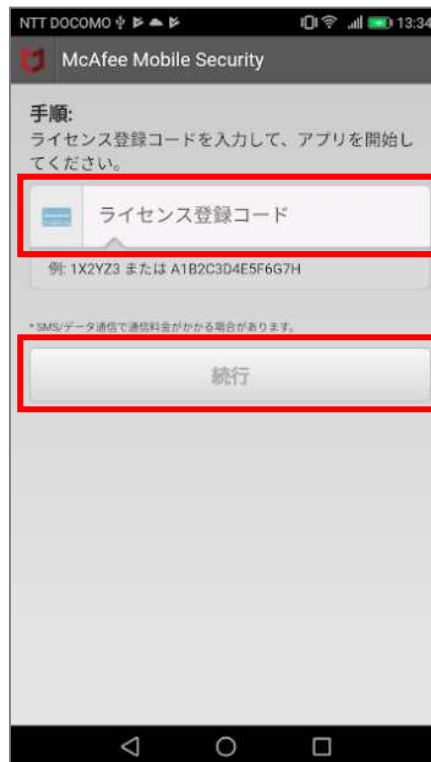 NTT DOCOMO 13:34
McAfee Mobile Security
手順:
ライセンス登録コードを入力して、アプリを開始し
てください。
ライセンス登録コード
例: 1X2YZ3 または A1B2C3D4E5F6G7H
* SMS/データ通信で通信料金がかかる場合があります。
続行